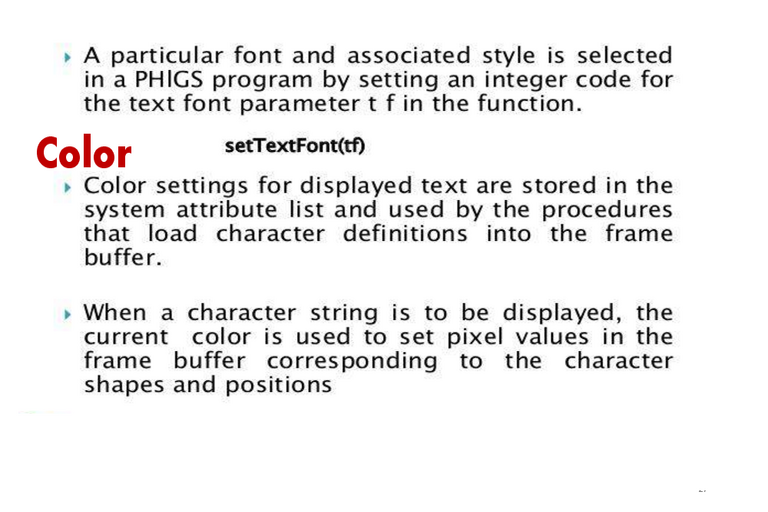 A particular font and associated style is selected
in a PHIGS program by setting an integer code for
the text font parameter t f in the function.
setTextFont(tf)
Color
Color settings for displayed text are stored in the
system attribute list and used by the procedures
that load character definitions into the frame
buffer.
When a character string is to be displayed, the
current color is used to set pixel values in the
frame buffer corresponding to the character
shapes and positions